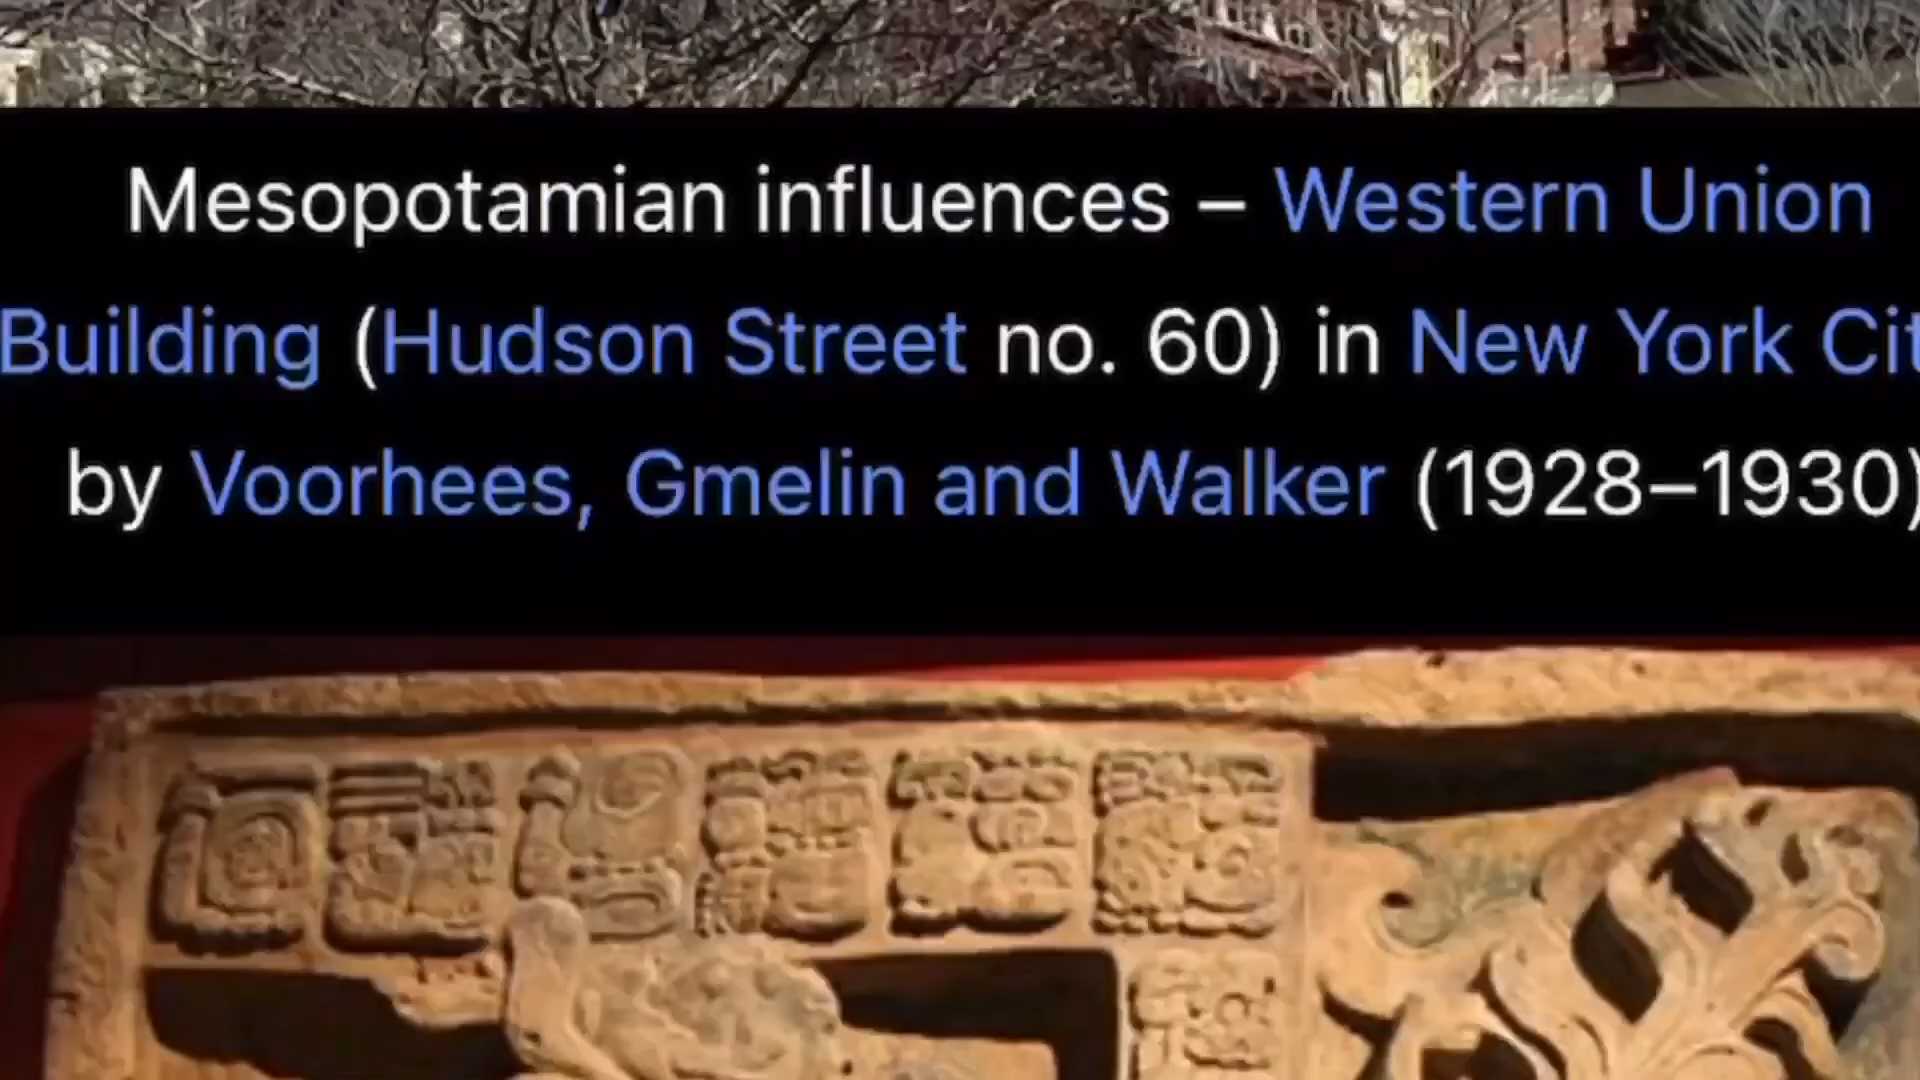 Mesopotamian influences – Western Union
Building (Hudson Street no. 60) in New York Cit
by Voorhees, Gmelin and Walker (1928–1930)